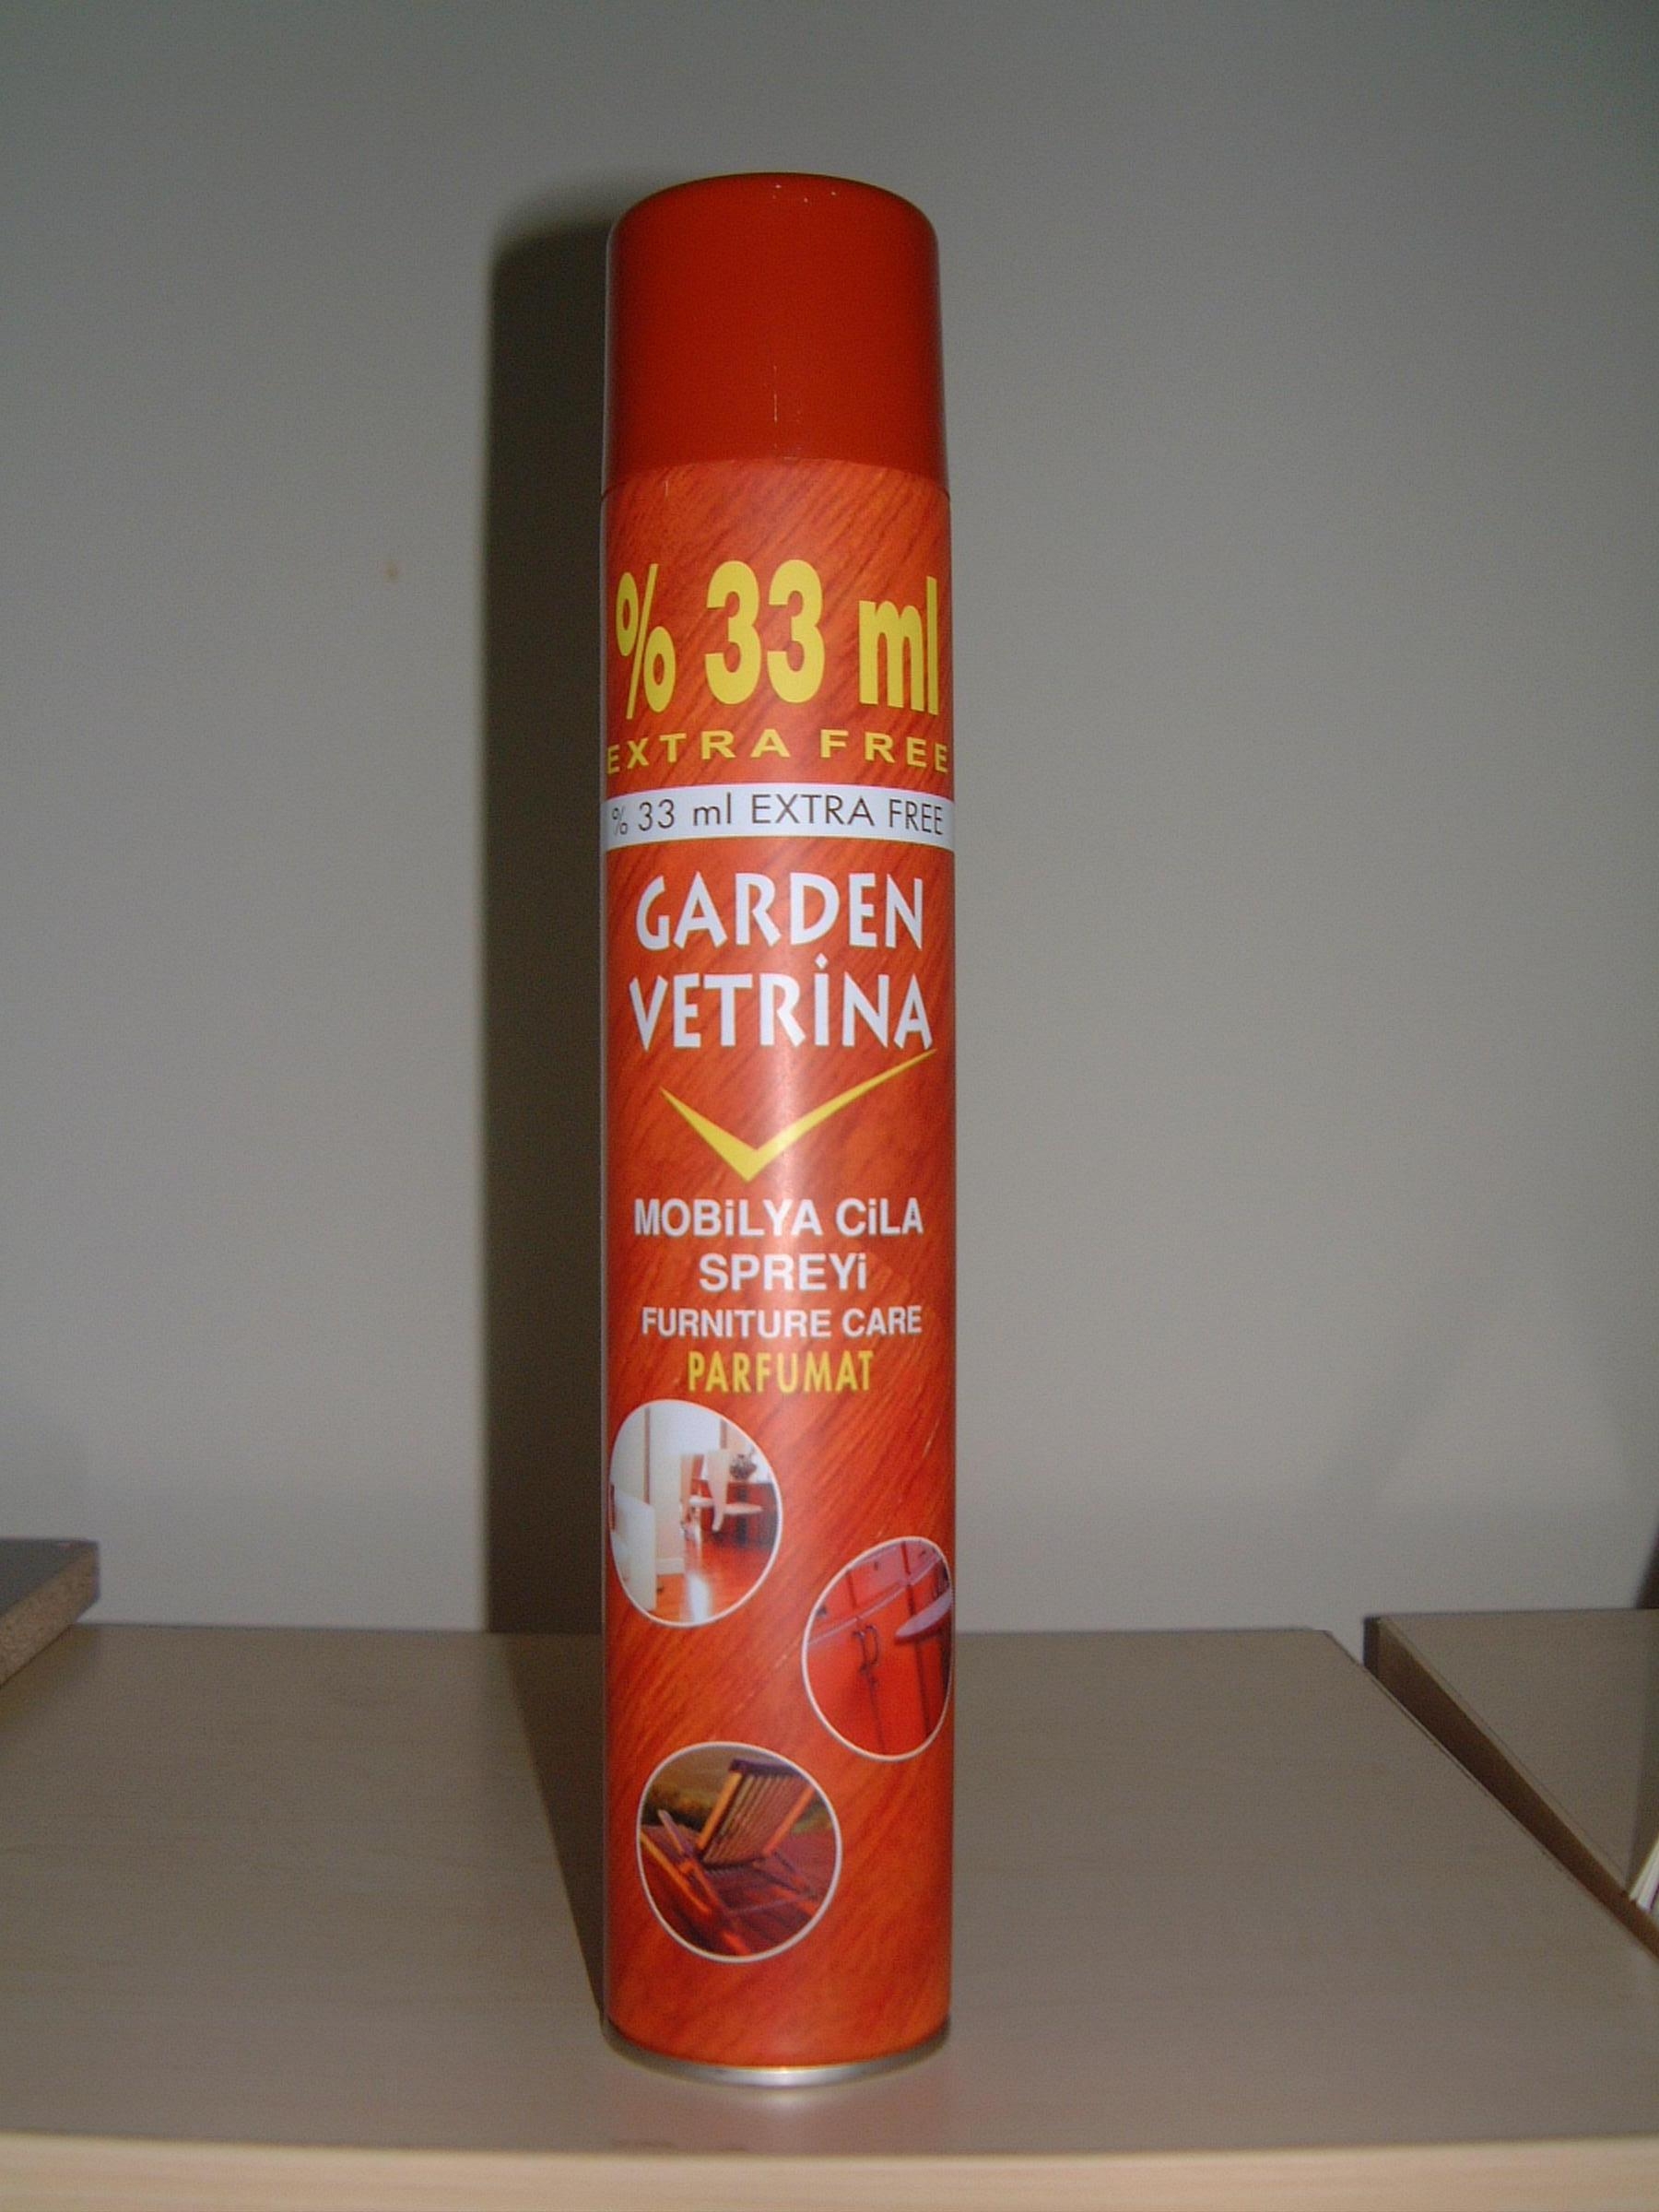 % 33 ml
EXTRA FREE
% 33 ml EXTRA FREE
GARDEN
VETRİNA
MOBiLYA CiLA
SPREYi
FURNITURE CARE
PARFUMAT